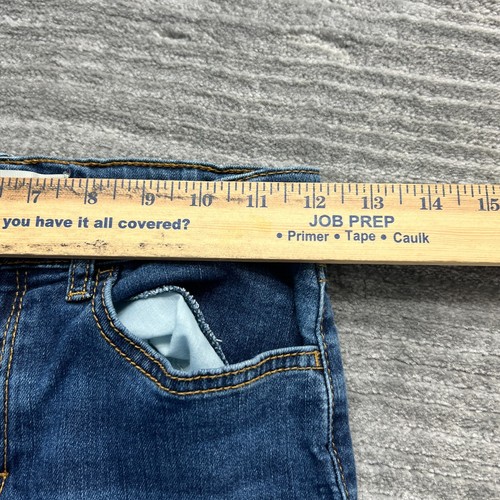 7 8 9 10 11 12 13 14 15
you have it all covered? JOB PREP
• Primer • Tape • Caulk